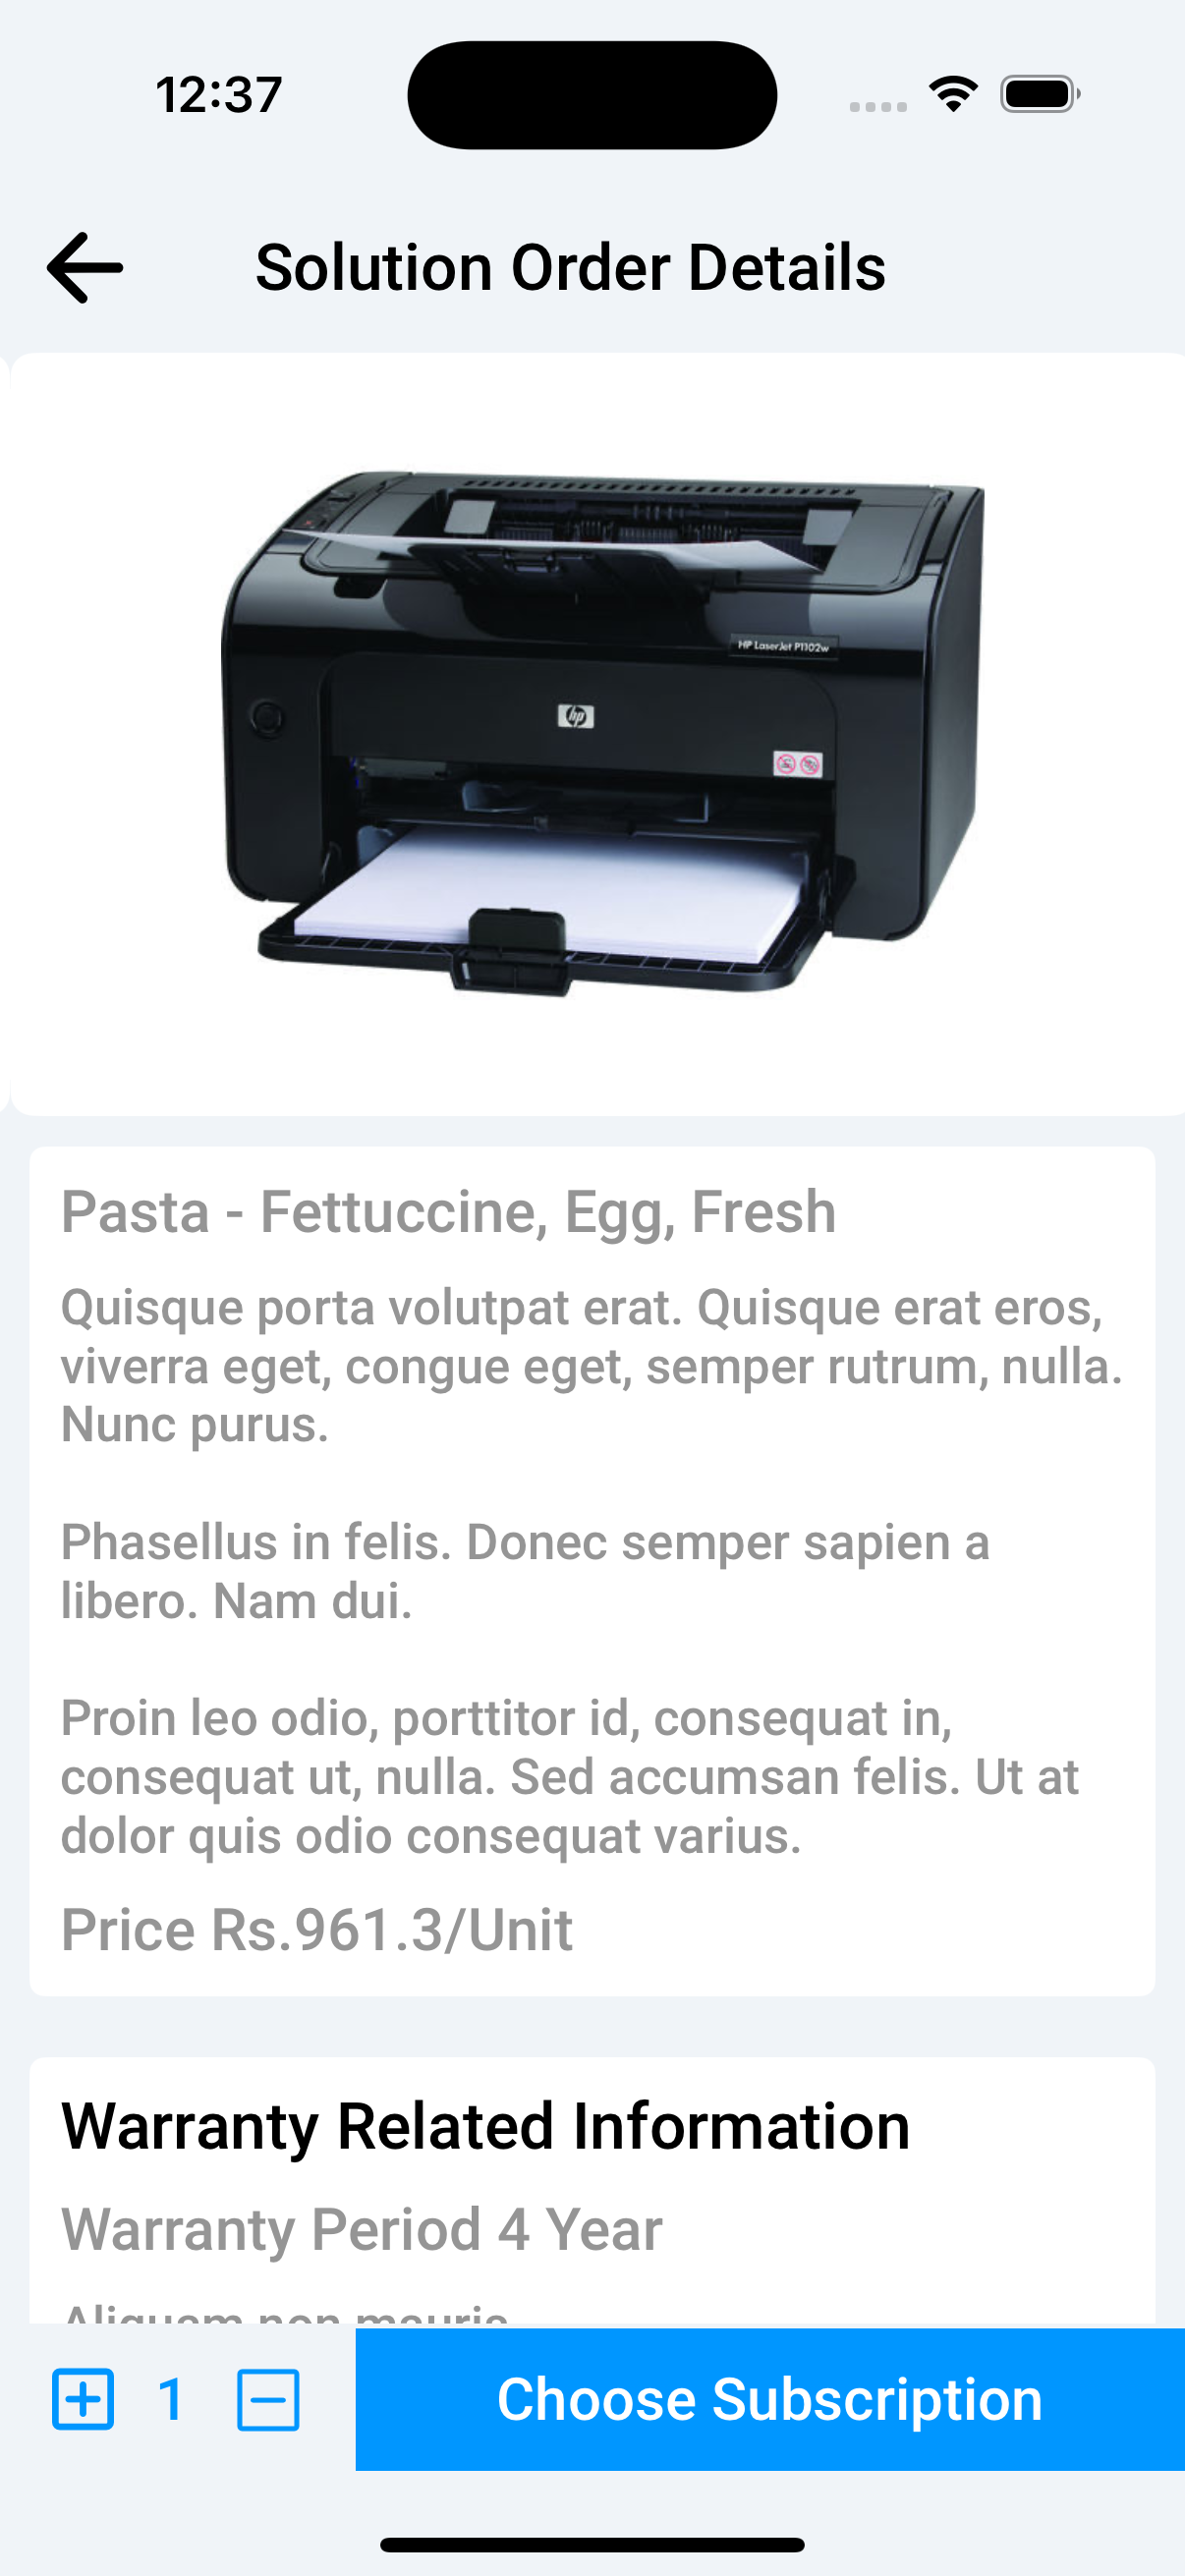 12:37
Solution Order Details
HP LaserJet P1102w
hp
Pasta - Fettuccine, Egg, Fresh
Quisque porta volutpat erat. Quisque erat eros,
viverra eget, congue eget, semper rutrum, nulla.
Nunc purus.
Phasellus in felis. Donec semper sapien a
libero. Nam dui.
Proin leo odio, porttitor id, consequat in,
consequat ut, nulla. Sed accumsan felis. Ut at
dolor quis odio consequat varius.
Price Rs.961.3/Unit
Warranty Related Information
Warranty Period 4 Year
Aliquam non mauris
1
Choose Subscription